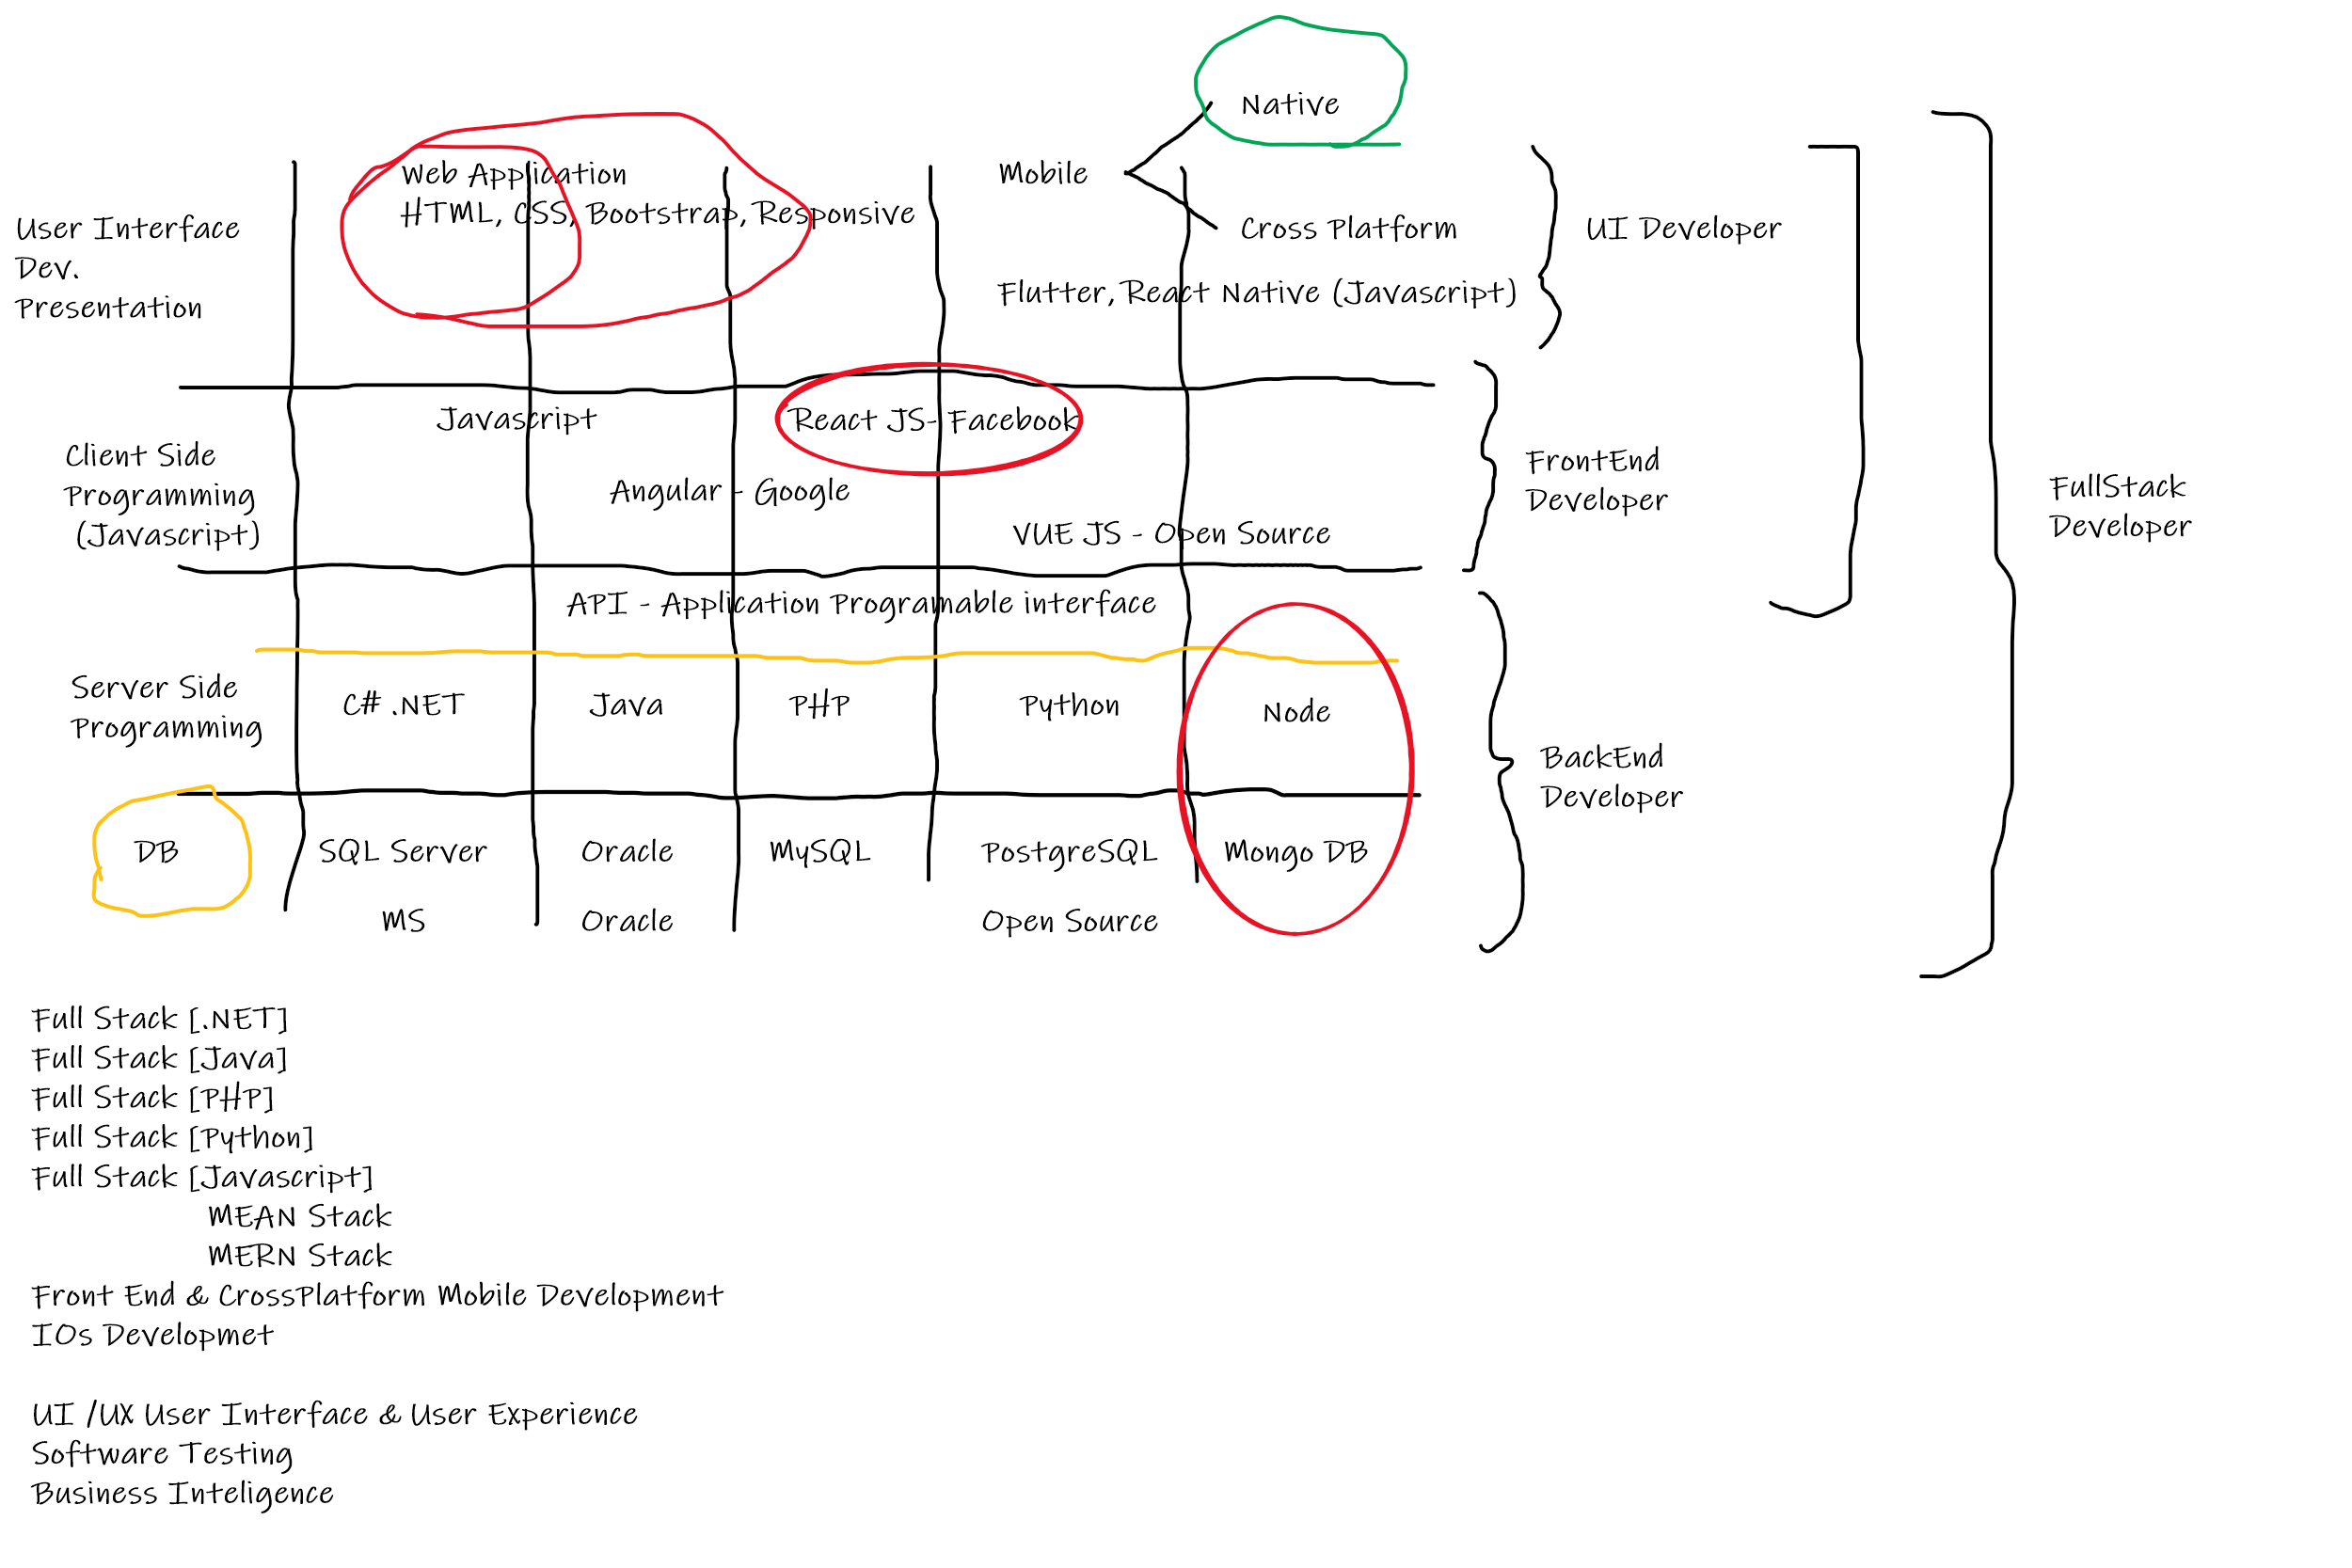 Native
Web Application
Mobile
HTML, CSS, Bootstrap, Responsive
User Interface
Dev.
Presentation
Cross Platform
UI Developer
Flutter, React Native (Javascript)
Javascript
React JS- Facebook
Client Side
Programming
(Javascript)
Angular - Google
VUE JS - Open Source
FrontEnd
Developer
FullStack
Developer
API - Application Programable interface
Server Side
Programming
C# .NET
Java
PHP
Python
Node
BackEnd
Developer
DB
SQL Server
Oracle
MySQL
PostgreSQL
Mongo DB
MS
Oracle
Open Source
Full Stack [.NET]
Full Stack [Java]
Full Stack [PHP]
Full Stack [Python]
Full Stack [Javascript]
MEAN Stack
MERN Stack
Front End & CrossPlatform Mobile Development
IOs Developmet
UI /UX User Interface & User Experience
Software Testing
Business Inteligence